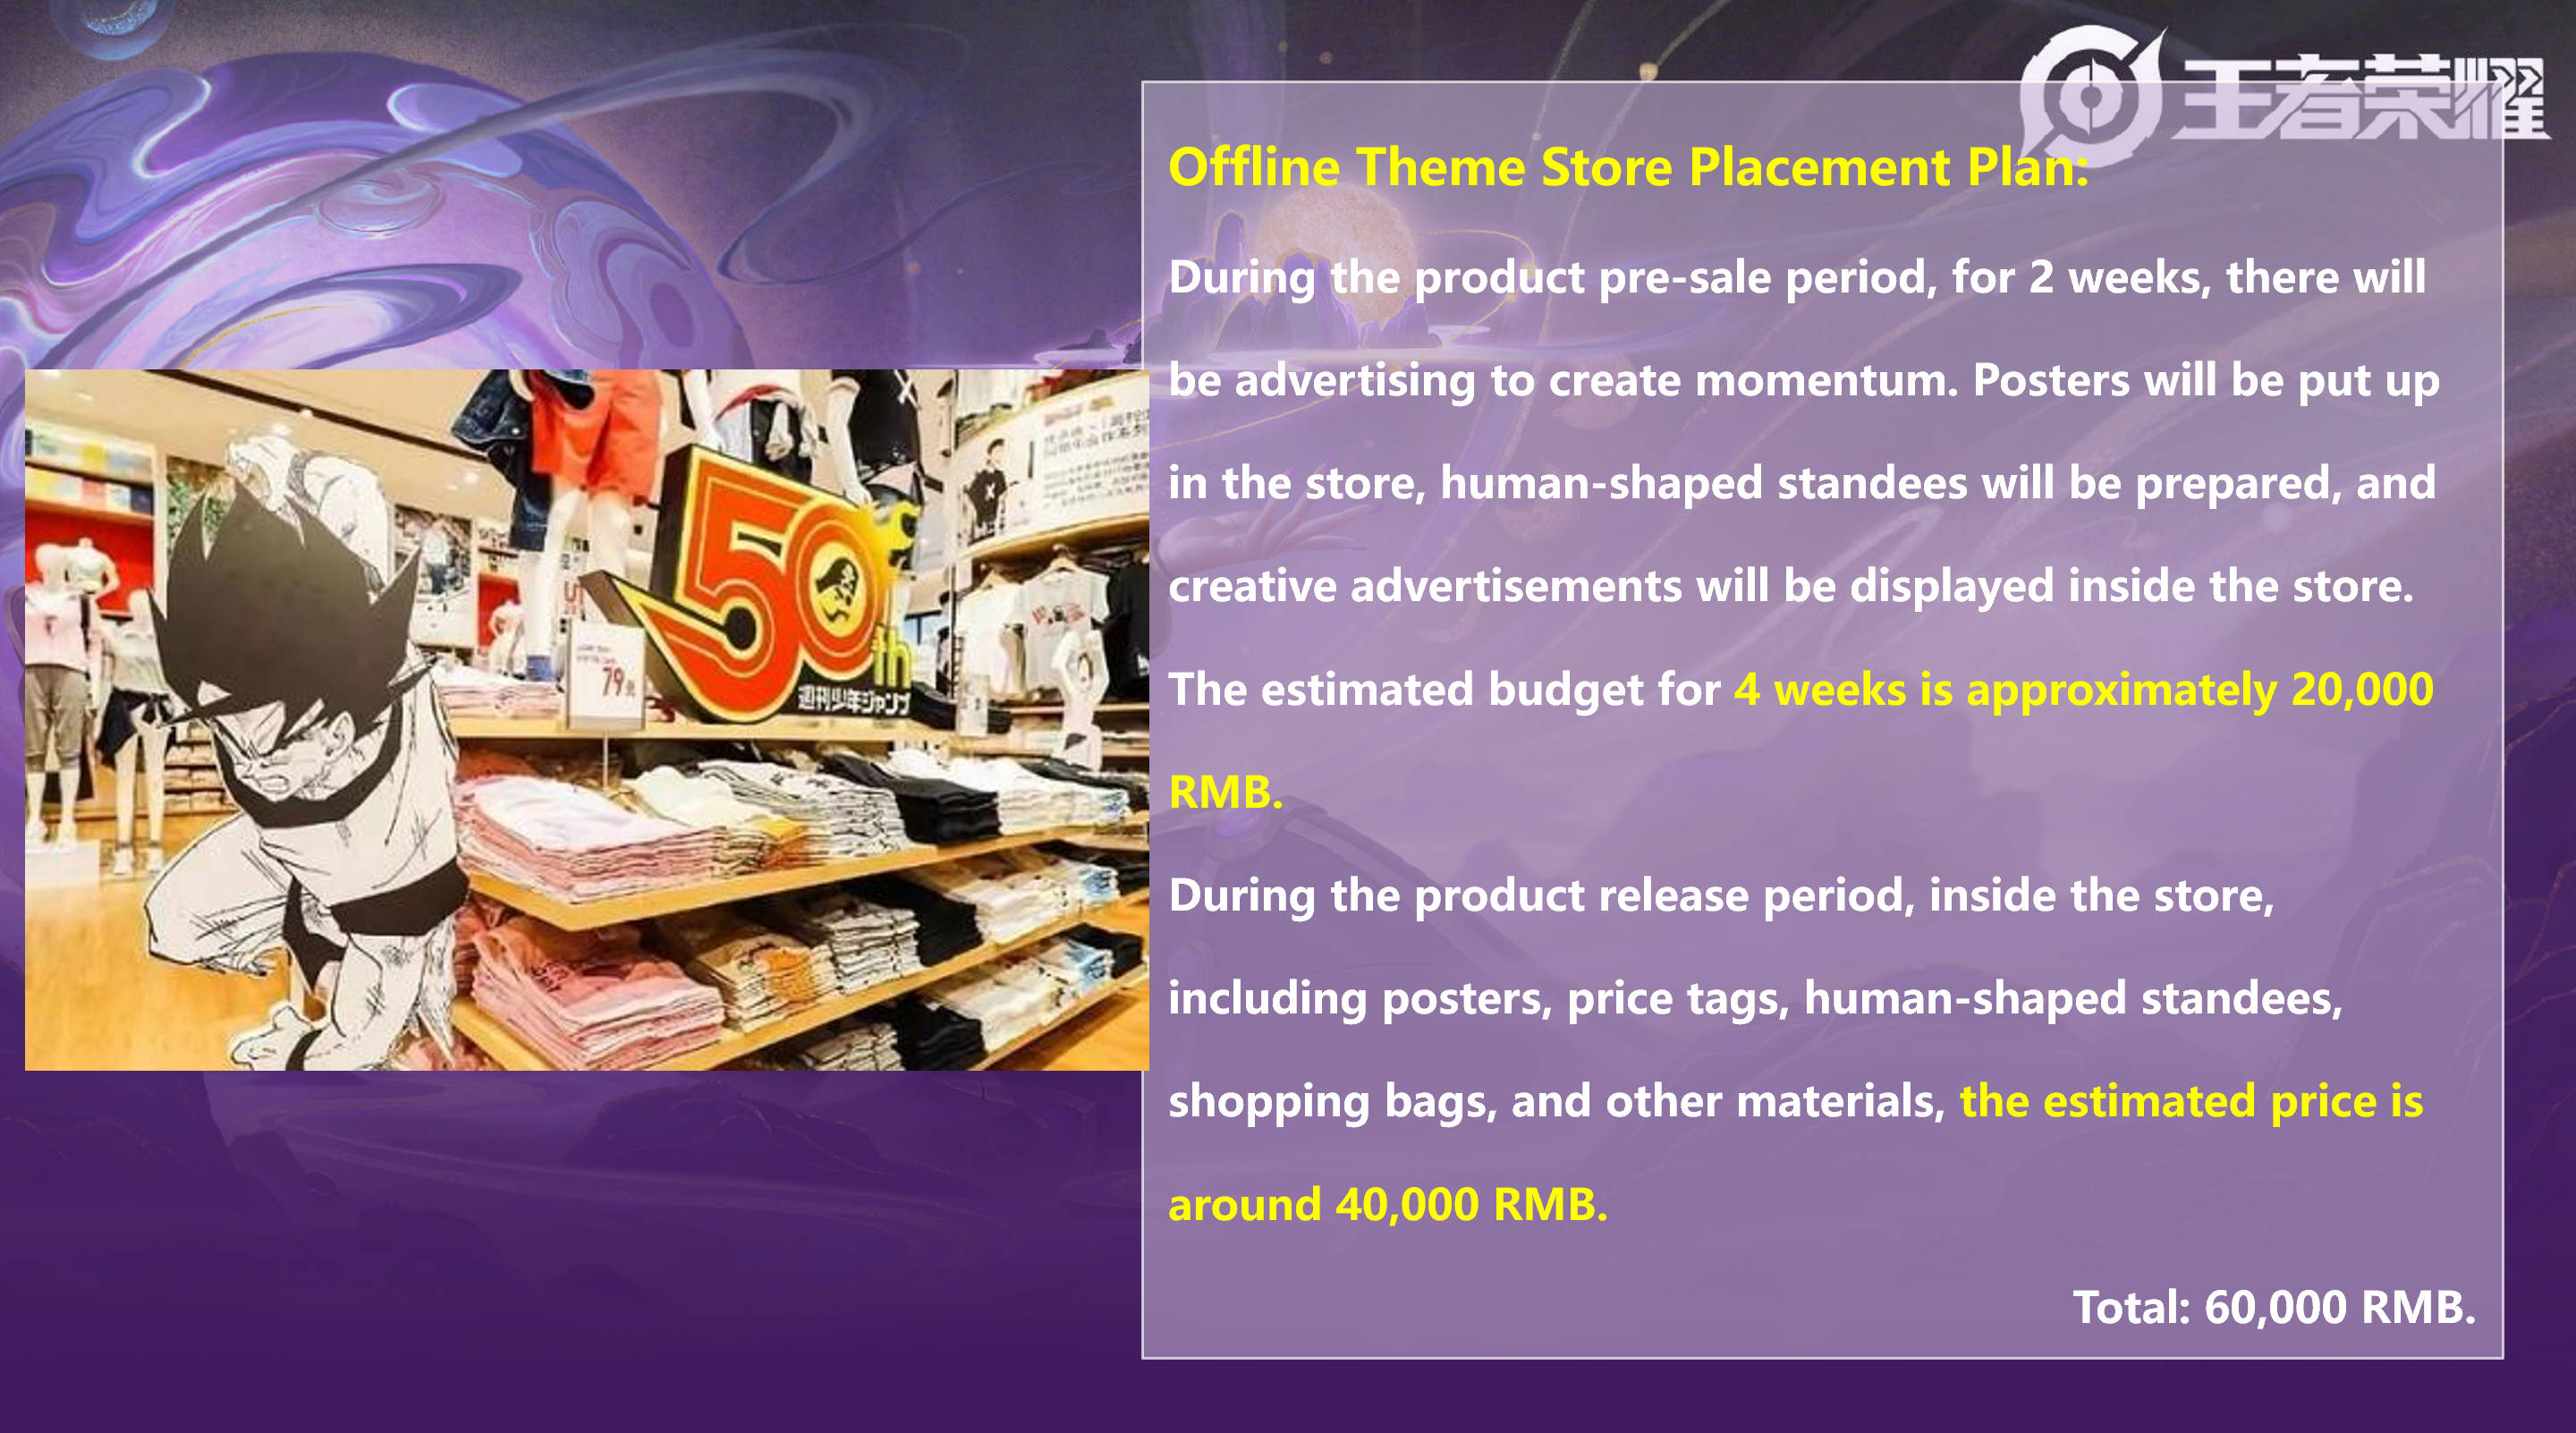 王者荣耀
Offline Theme Store Placement Plan:
During the product pre-sale period, for 2 weeks, there will
be advertising to create momentum. Posters will be put up
in the store, human-shaped standees will be prepared, and
creative advertisements will be displayed inside the store.
The estimated budget for 4 weeks is approximately 20,000
RMB.
During the product release period, inside the store,
including posters, price tags, human-shaped standees,
shopping bags, and other materials, the estimated price is
around 40,000 RMB.
Total: 60,000 RMB.
50th
週刊少年ジャンプ
79